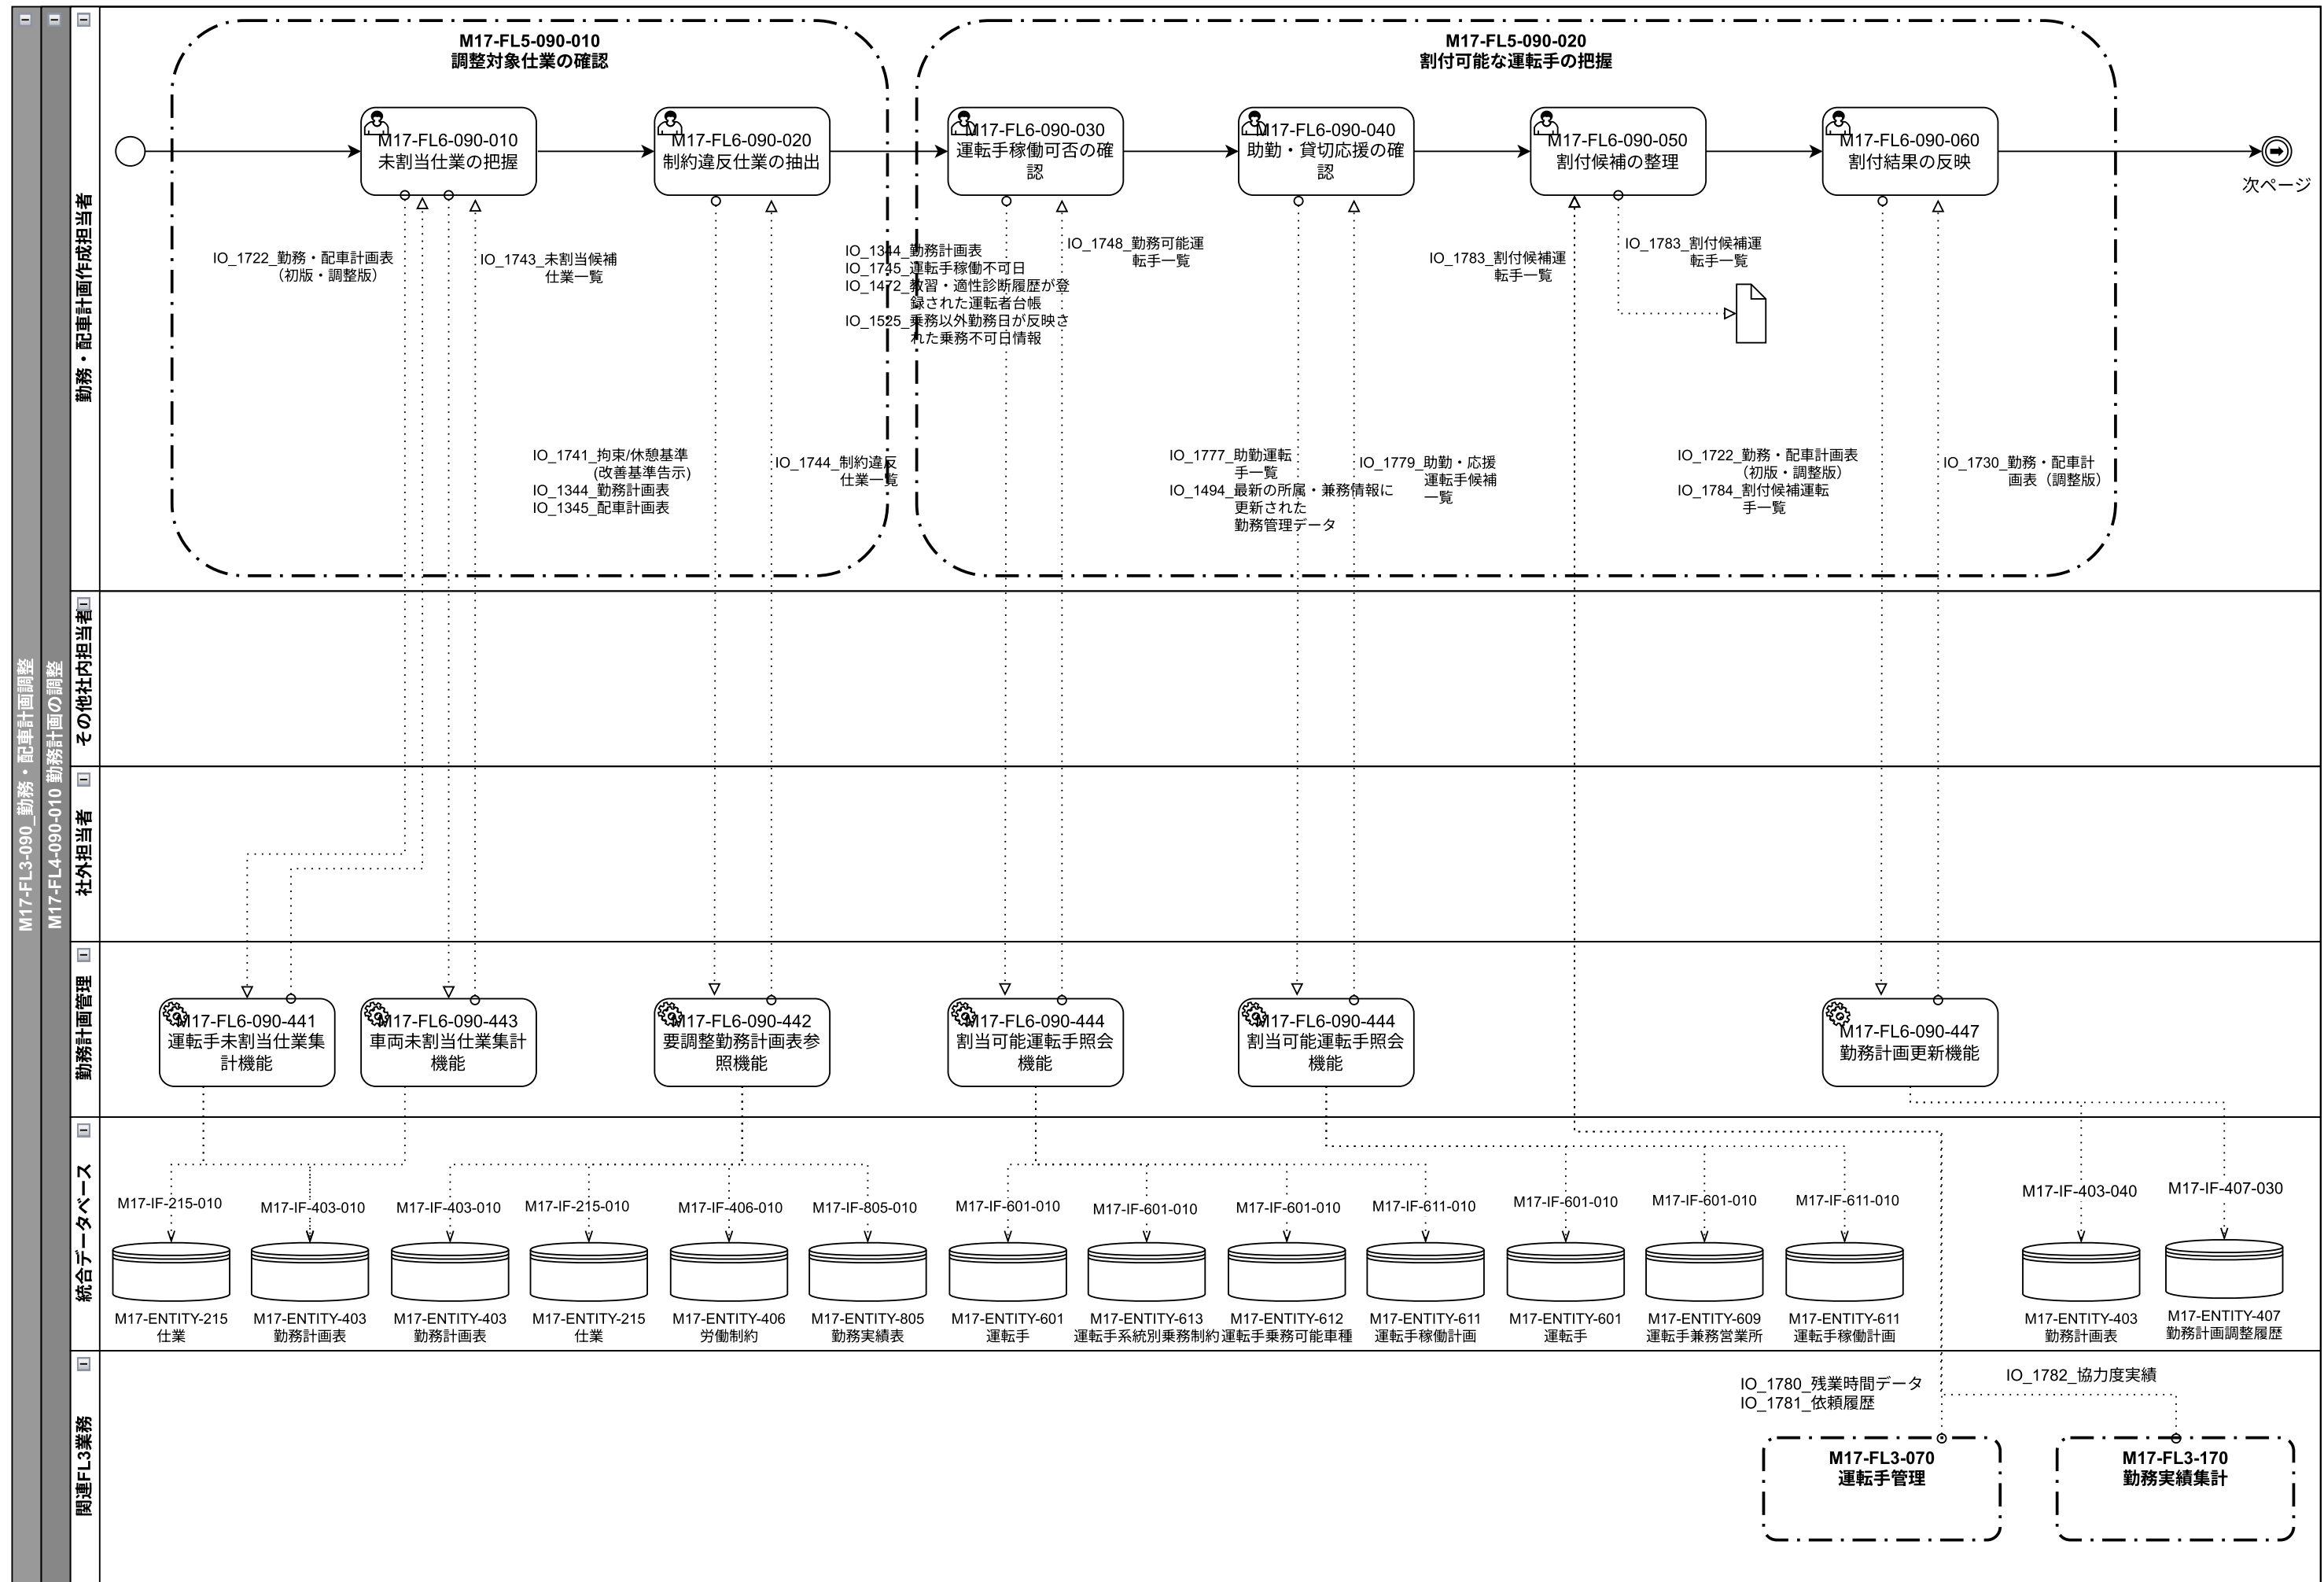 M17-FL3-090_勤務・配車計画調整
M17-FL4-090-010 勤務計画の調整
勤務・配車計画作成担当者
M17-FL5-090-010
調整対象仕業の確認
M17-FL5-090-020
割付可能な運転手の把握
M17-FL6-090-010
未割当仕業の把握
M17-FL6-090-020
制約違反仕業の抽出
M17-FL6-090-030
運転手稼働可否の確
認
M17-FL6-090-040
助勤・貸切応援の確
認
M17-FL6-090-050
割付候補の整理
M17-FL6-090-060
割付結果の反映
次ページ
IO_1722_勤務・配車計画表
（初版・調整版）
IO_1743_未割当候補
仕業一覧
IO_1344_勤務計画表
IO_1745_運転手稼働不可日
IO_1472_教習・適性診断履歴が登
録された運転者台帳
IO_1525_乗務以外勤務日が反映さ
れた乗務不可日情報
IO_1748_勤務可能運
転手一覧
IO_1783_割付候補運
転手一覧
IO_1783_割付候補運
転手一覧
IO_1741_拘束/休憩基準
(改善基準告示)
IO_1344_勤務計画表
IO_1345_配車計画表
IO_1744_制約違反
仕業一覧
IO_1777_助勤運転
手一覧
IO_1494_最新の所属・兼務情報に
更新された
勤務管理データ
IO_1779_助勤・応援
運転手候補
一覧
IO_1722_勤務・配車計画表
（初版・調整版）
IO_1784_割付候補運転
手一覧
IO_1730_勤務・配車計
画表（調整版）
その他社内担当者
社外担当者
勤務計画管理
M17-FL6-090-441
運転手未割当仕業集
計機能
M17-FL6-090-443
車両未割当仕業集計
機能
M17-FL6-090-442
要調整勤務計画表参
照機能
M17-FL6-090-444
割当可能運転手照会
機能
M17-FL6-090-444
割当可能運転手照会
機能
M17-FL6-090-447
勤務計画更新機能
統合データベース
M17-IF-215-010
M17-IF-403-010
M17-IF-403-010
M17-IF-215-010
M17-IF-406-010
M17-IF-805-010
M17-IF-601-010
M17-IF-601-010
M17-IF-601-010
M17-IF-611-010
M17-IF-601-010
M17-IF-601-010
M17-IF-611-010
M17-IF-403-040
M17-IF-407-030
M17-ENTITY-215
仕業
M17-ENTITY-403
勤務計画表
M17-ENTITY-403
勤務計画表
M17-ENTITY-215
仕業
M17-ENTITY-406
労働制約
M17-ENTITY-805
勤務実績表
M17-ENTITY-601
運転手
M17-ENTITY-613
運転手系統別乗務制約
M17-ENTITY-612
運転手乗務可能車種
M17-ENTITY-611
運転手稼働計画
M17-ENTITY-601
運転手
M17-ENTITY-609
運転手兼務営業所
M17-ENTITY-611
運転手稼働計画
M17-ENTITY-403
勤務計画表
M17-ENTITY-407
勤務計画調整履歴
関連FL3業務
IO_1780_残業時間データ
IO_1781_依頼履歴
IO_1782_協力度実績
M17-FL3-070
運転手管理
M17-FL3-170
勤務実績集計